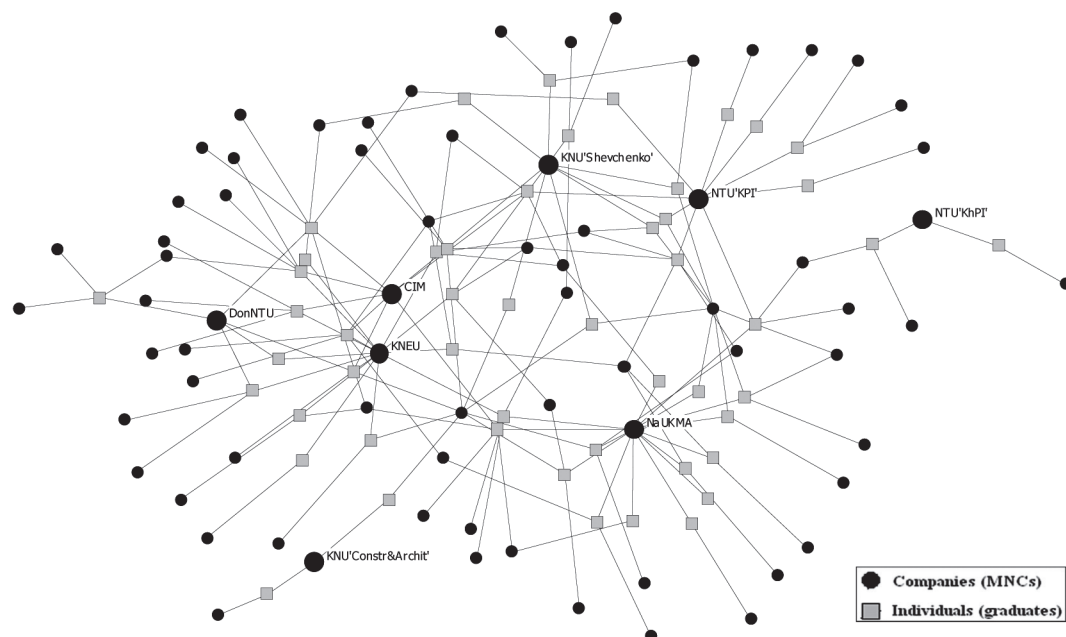 KNU'Shevchenko'
NTU'KPI'
NTU'KhPI'
CIM
DonNTU
KNEU
NaUKMA
KNU'Constr&Archit'
Companies (MNCs)
Individuals (graduates)